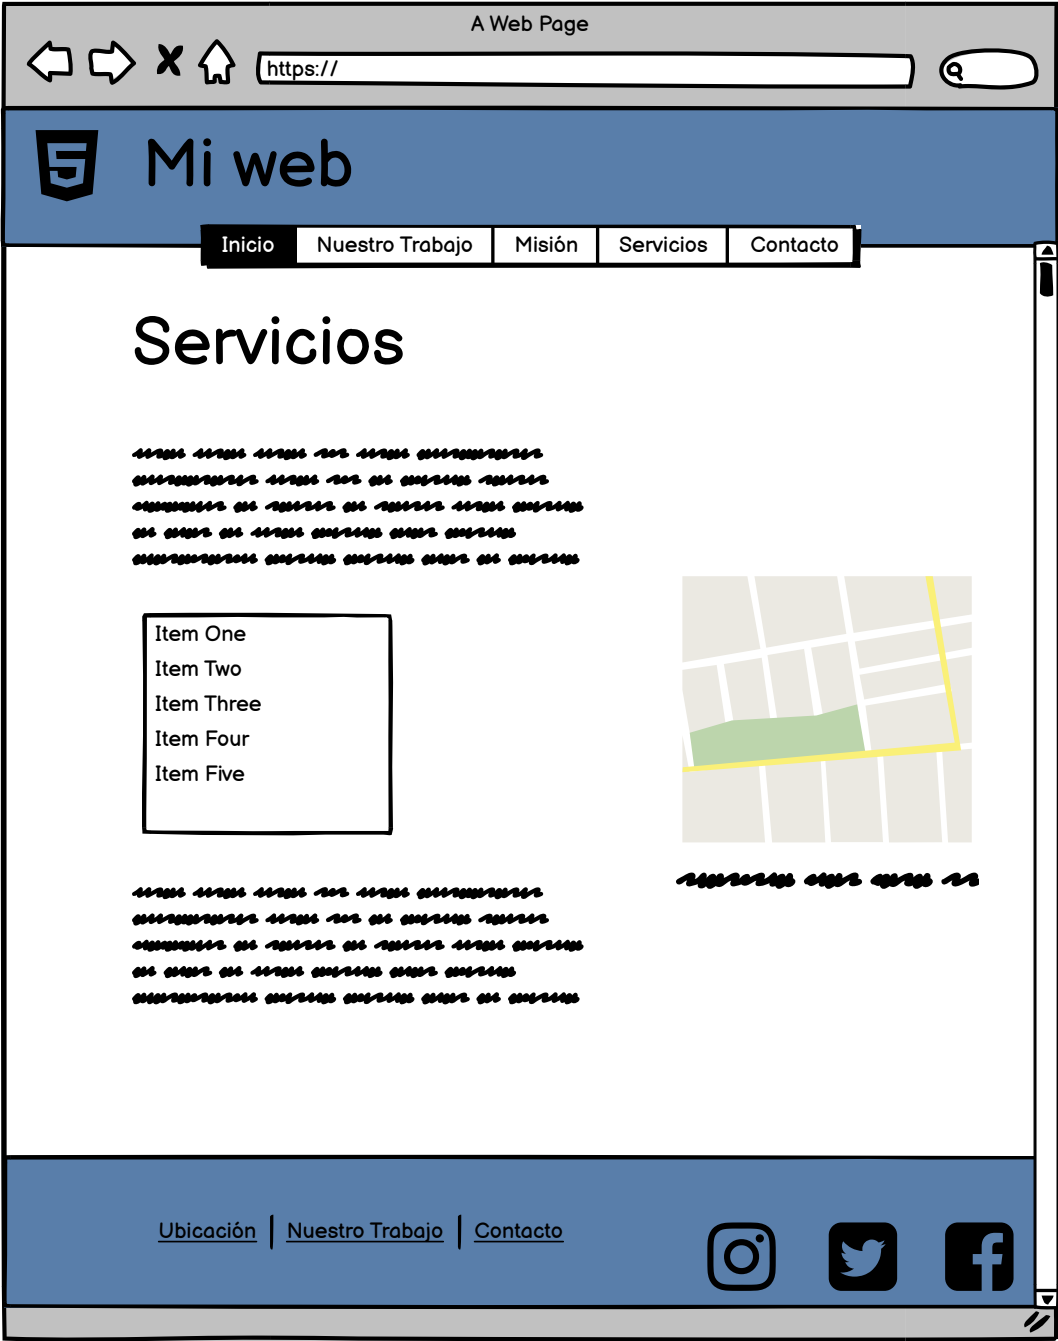 A Web Page
https://
Mi web
Inicio Nuestro Trabajo Misión Servicios Contacto
Servicios
Item One
Item Two
Item Three
Item Four
Item Five
Ubicación Nuestro Trabajo Contacto